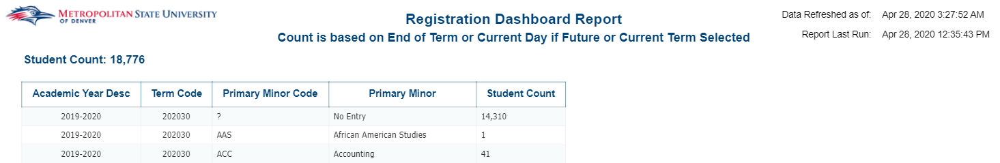 METROPOLITAN STATE UNIVERSITY
OF DENVER
Registration Dashboard Report
Count is based on End of Term or Current Day if Future or Current Term Selected
Data Refreshed as of: Apr 28, 2020 3:27:52 AM
Report Last Run: Apr 28, 2020 12:35:43 PM
Student Count: 18,776
Academic Year Desc Term Code Primary Minor Code Primary Minor Student Count
2019-2020 202030 ? No Entry 14,310
2019-2020 202030 AAS African American Studies 1
2019-2020 202030 ACC Accounting 41